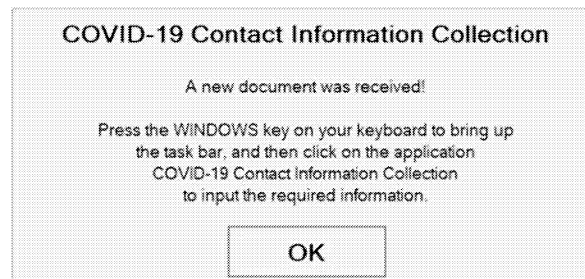 COVID-19 Contact Information Collection
A new document was received!
Press the WINDOWS key on your keyboard to bring up
the task bar, and then click on the application
COVID-19 Contact Information Collection
to input the required information.
OK